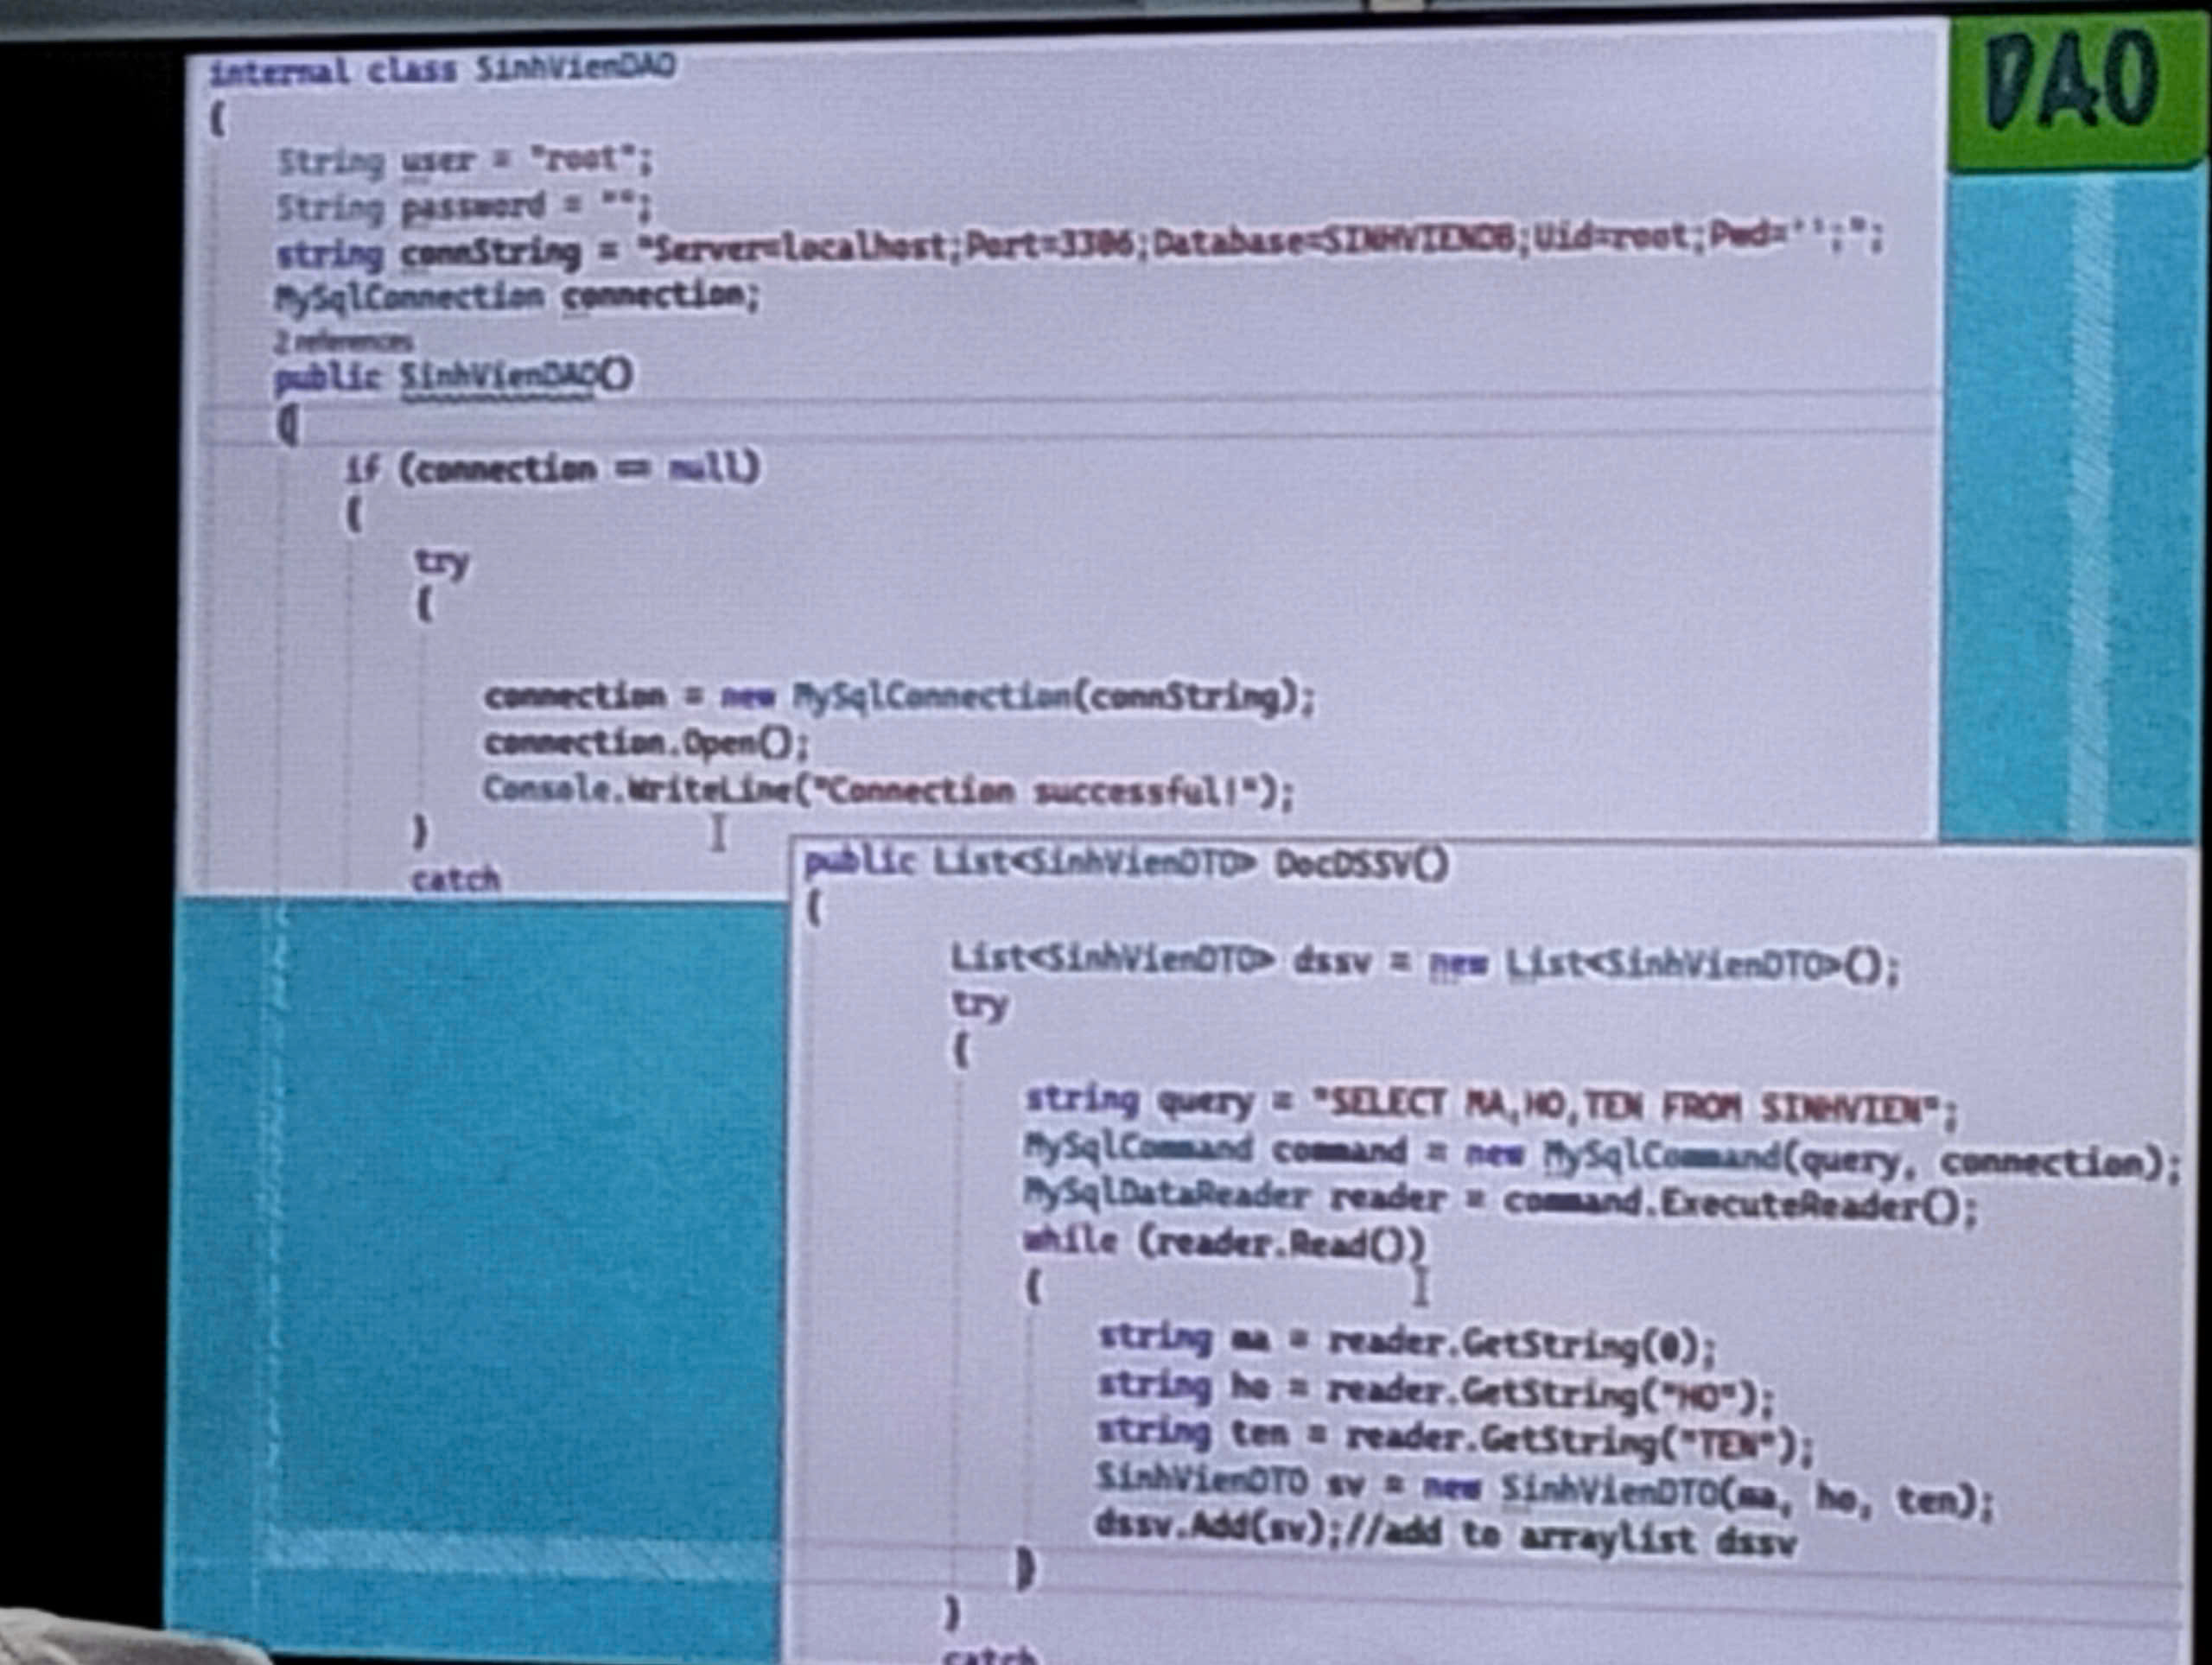 DAO
internal class SinhVienDAO
{
String user = "root";
String password = "";
string connString = "Server=localhost;Port=3306;Database=SINHVIENDB;Uid=root;Pwd='';";
MySqlConnection connection;
2 references
public SinhVienDAO()
{
if (connection == null)
{
try
{
connection = new MySqlConnection(connString);
connection.Open();
Console.WriteLine("Connection successful!");
}
catch
public List<SinhVienDTO> DocDSSV()
{
List<SinhVienDTO> dssv = new List<SinhVienDTO>();
try
{
string query = "SELECT MA,HO,TEN FROM SINHVIEN";
MySqlCommand command = new MySqlCommand(query, connection);
MySqlDataReader reader = command.ExecuteReader();
while (reader.Read())
{
string ma = reader.GetString(0);
string ho = reader.GetString("HO");
string ten = reader.GetString("TEN");
SinhVienDTO sv = new SinhVienDTO(ma, ho, ten);
dssv.Add(sv);//add to arraylist dssv
}
}
catch